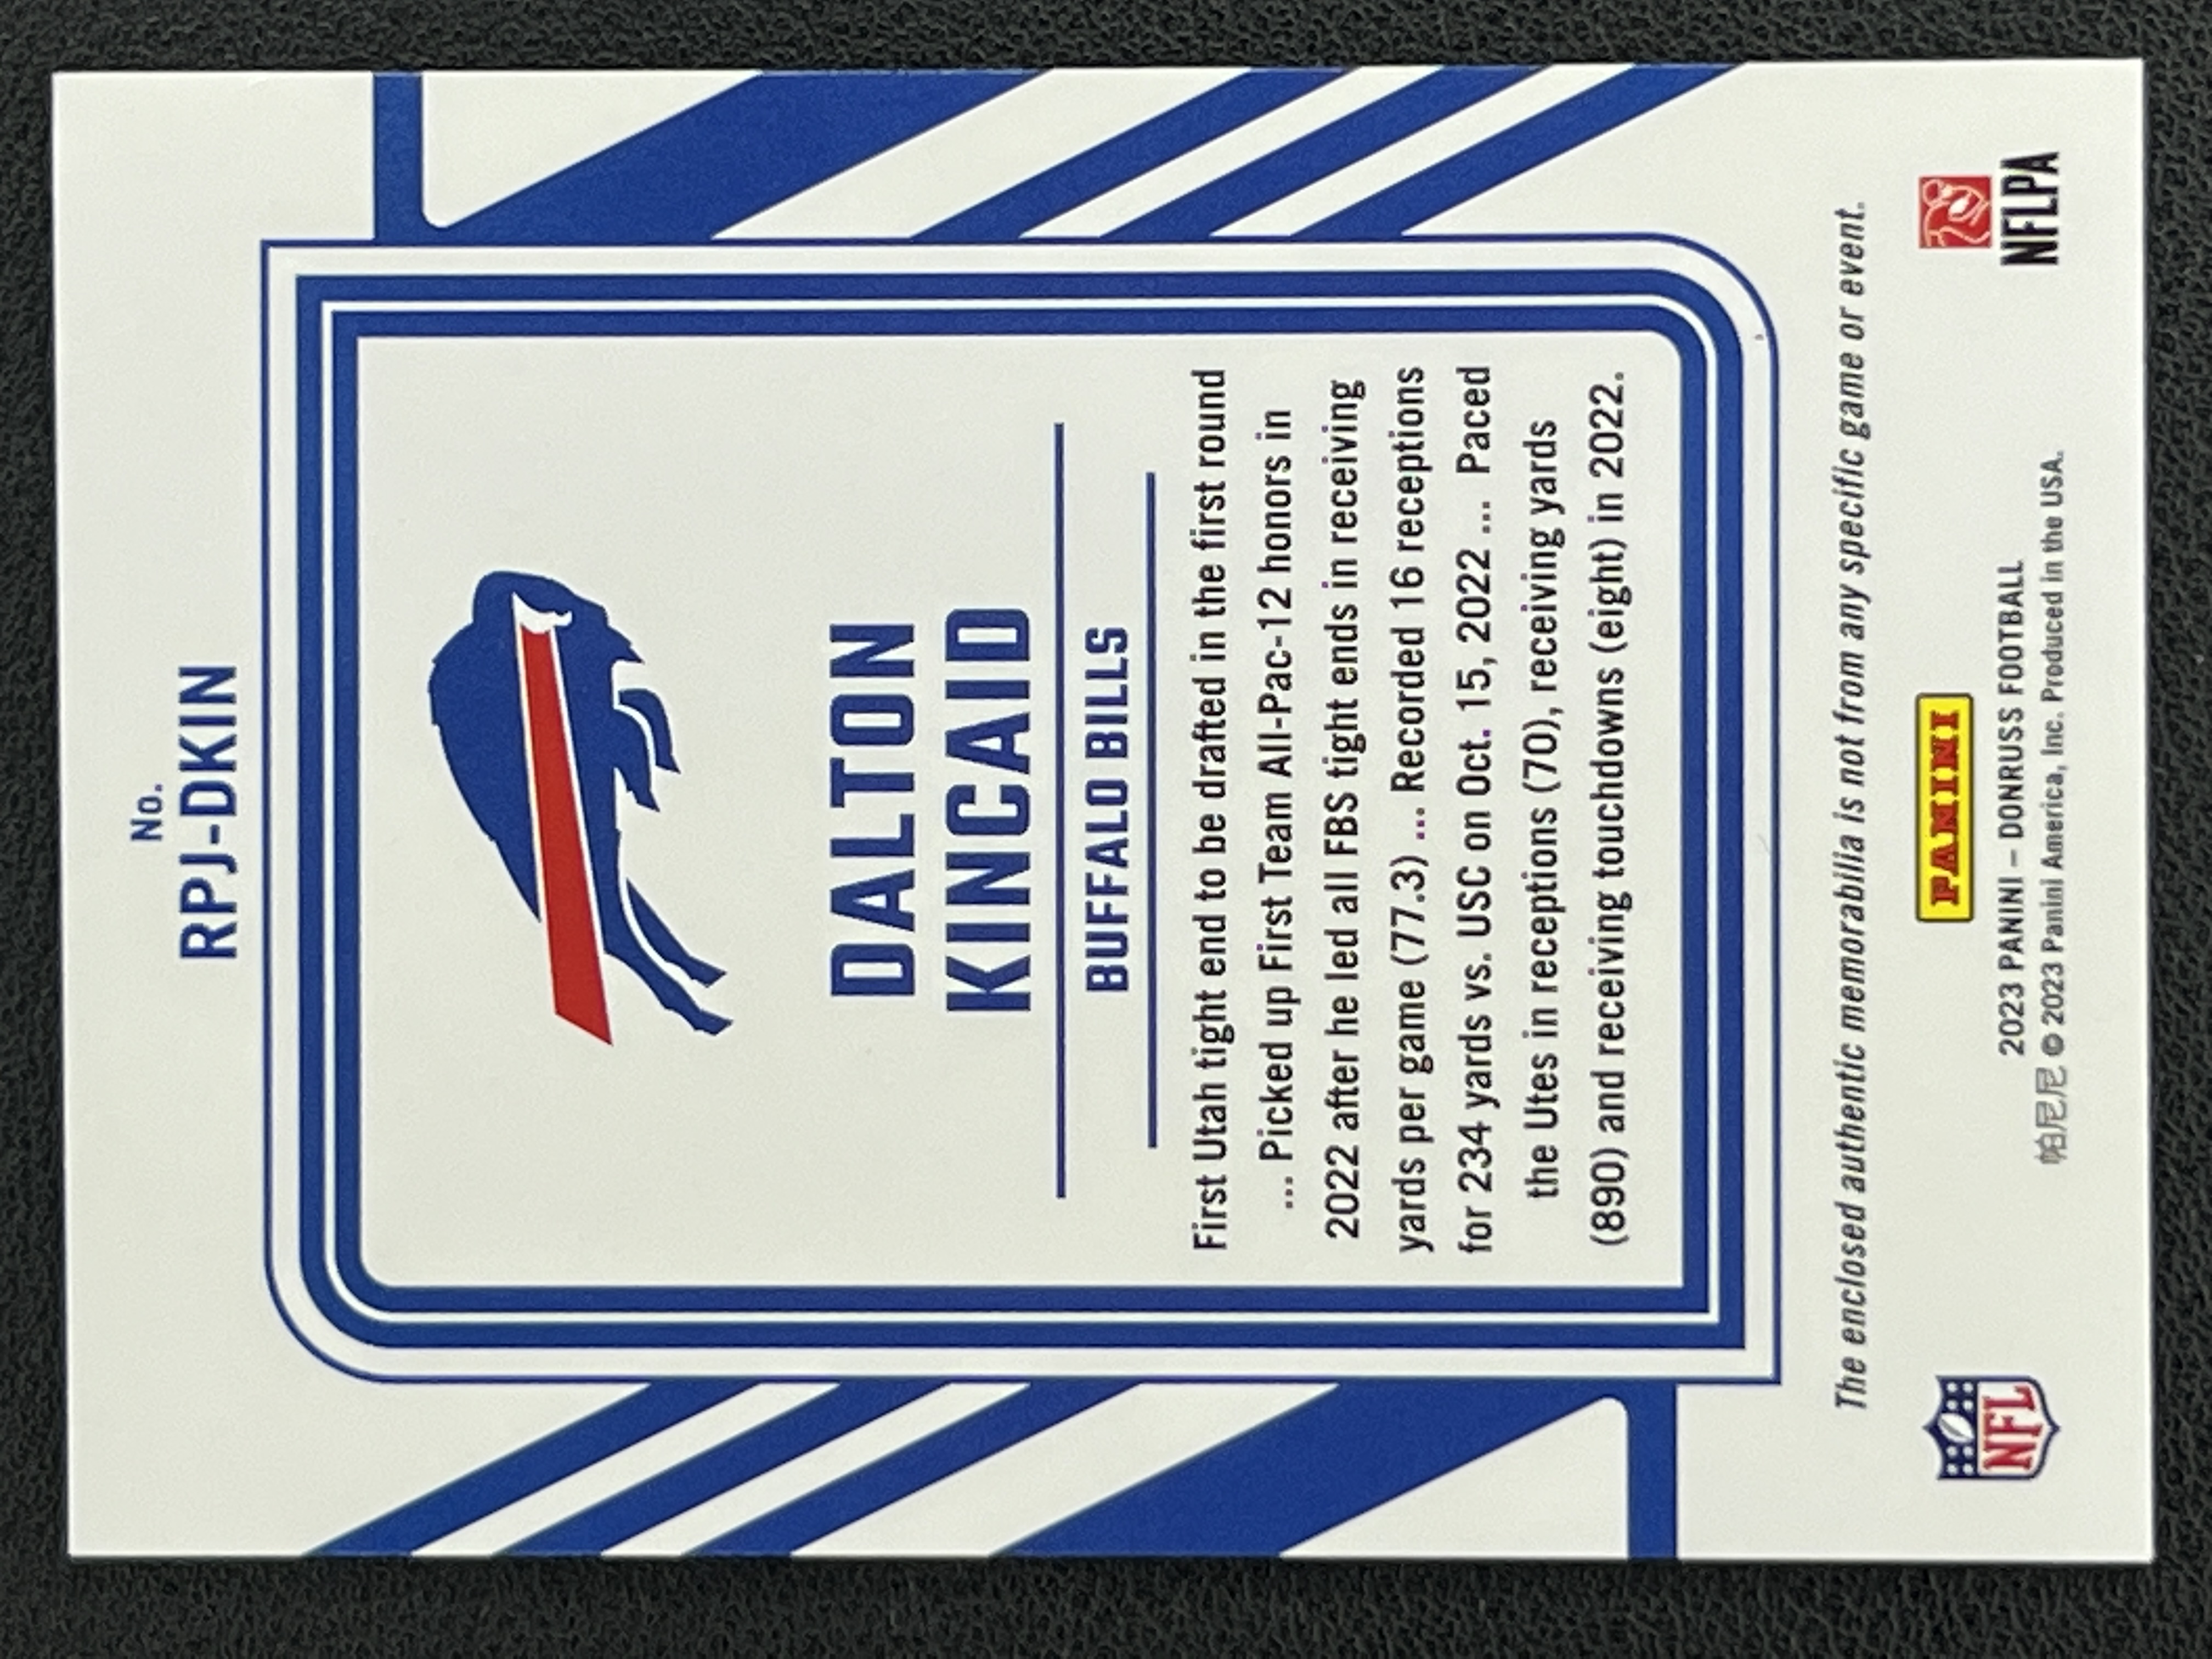 No.
RPJ-DKIN
DALTON
KINCAID
BUFFALO BILLS
First Utah tight end to be drafted in the first round
... Picked up First Team All-Pac-12 honors in
2022 after he led all FBS tight ends in receiving
yards per game (77.3) ... Recorded 16 receptions
for 234 yards vs. USC on Oct. 15, 2022 ... Paced
the Utes in receptions (70), receiving yards
(890) and receiving touchdowns (eight) in 2022.
The enclosed authentic memorabilia is not from any specific game or event.
NFL
PANINI
NFLPA
2023 PANINI – DONRUSS FOOTBALL
帕尼尼 © 2023 Panini America, Inc. Produced in the USA.